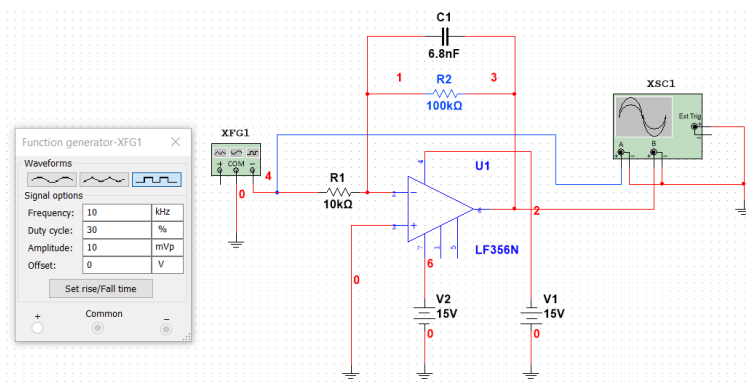 Function generator-XFG1
Waveforms
Signal options
Frequency: 10 kHz
Duty cycle: 30 %
Amplitude: 10 mVp
Offset: 0 V
Set rise/Fall time
+ Common −
XFG1
+ COM −
4
0
R1
10kΩ
C1
6.8nF
1
3
R2
100kΩ
U1
4
2
3
6
7
1
5
LF356N
2
6
0
V2
15V
0
V1
15V
0
XSC1
Ext Trig
+
−
A
B
+ − + −